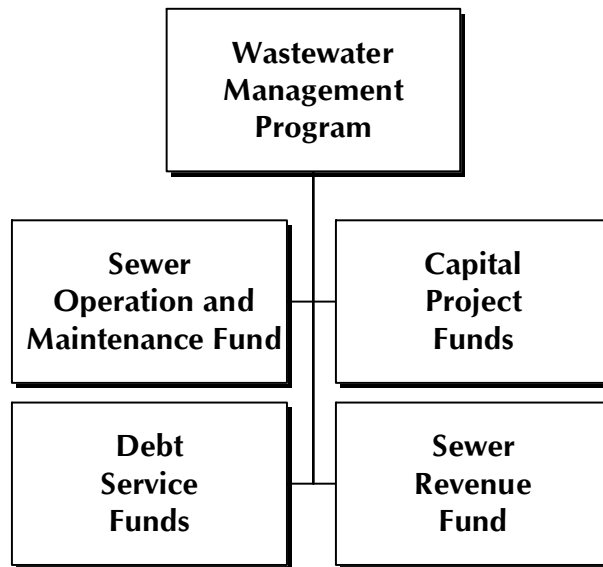 Wastewater
Management
Program
Sewer
Operation and
Maintenance Fund
Capital
Project
Funds
Debt
Service
Funds
Sewer
Revenue
Fund